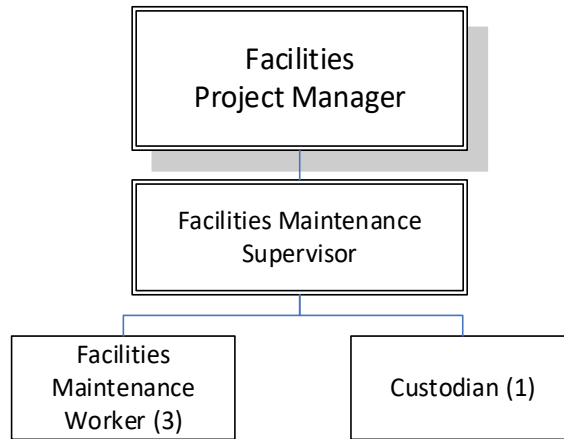 Facilities
Project Manager
Facilities Maintenance
Supervisor
Facilities
Maintenance
Worker (3)
Custodian (1)